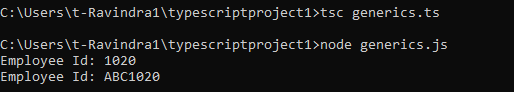 C:\Users\t-Ravindra1\typescriptproject1>tsc generics.ts
C:\Users\t-Ravindra1\typescriptproject1>node generics.js
Employee Id: 1020
Employee Id: ABC1020